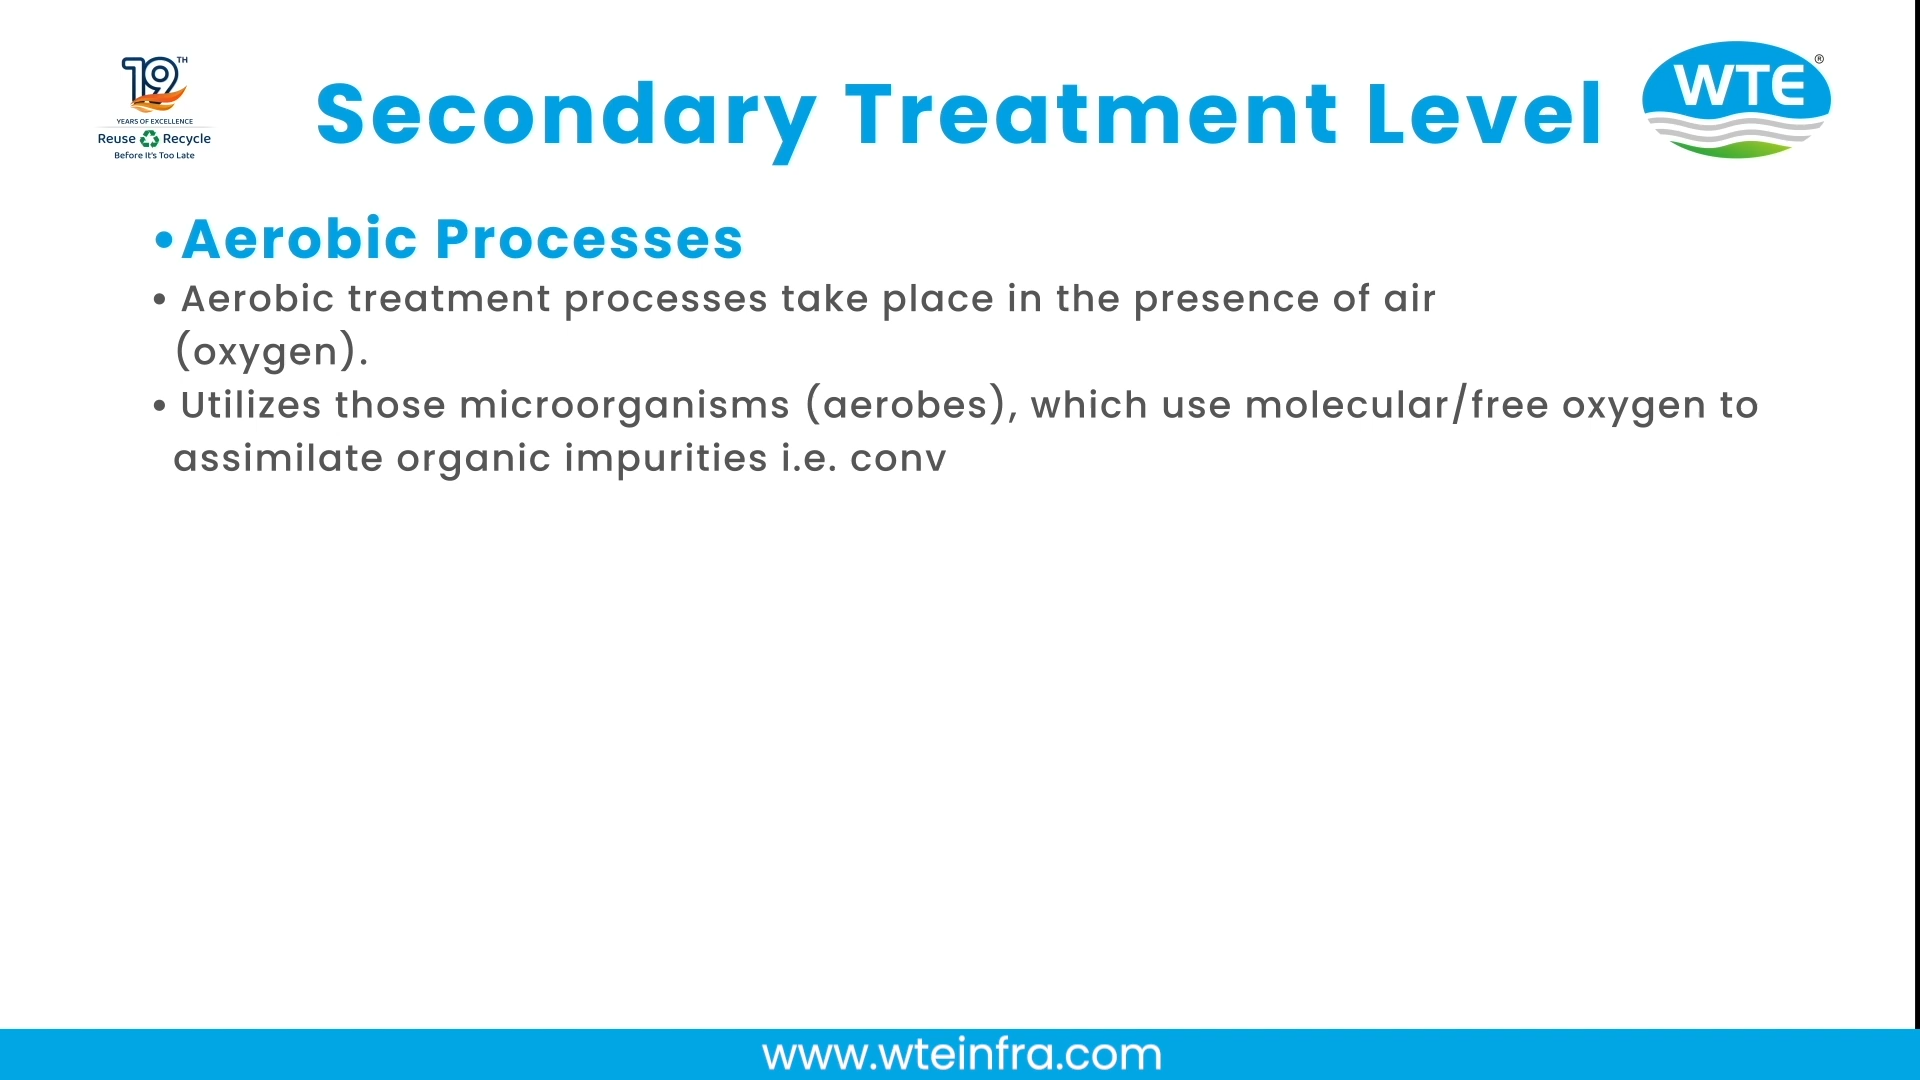 19TH
YEARS OF EXCELLENCE
Reuse Recycle
Before It's Too Late
Secondary Treatment Level
WTE®
•Aerobic Processes
• Aerobic treatment processes take place in the presence of air
(oxygen).
• Utilizes those microorganisms (aerobes), which use molecular/free oxygen to
assimilate organic impurities i.e. conv
www.wteinfra.com